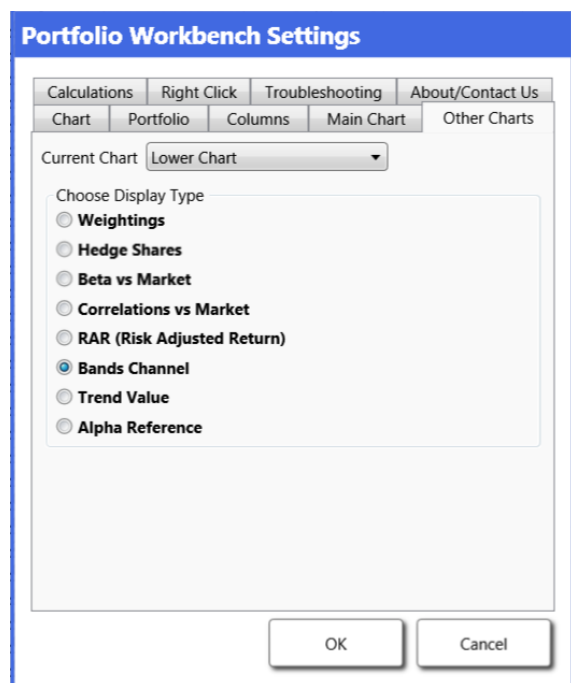 Portfolio Workbench Settings
Calculations Right Click Troubleshooting About/Contact Us
Chart Portfolio Columns Main Chart Other Charts
Current Chart Lower Chart
Choose Display Type
Weightings
Hedge Shares
Beta vs Market
Correlations vs Market
RAR (Risk Adjusted Return)
Bands Channel
Trend Value
Alpha Reference
OK Cancel